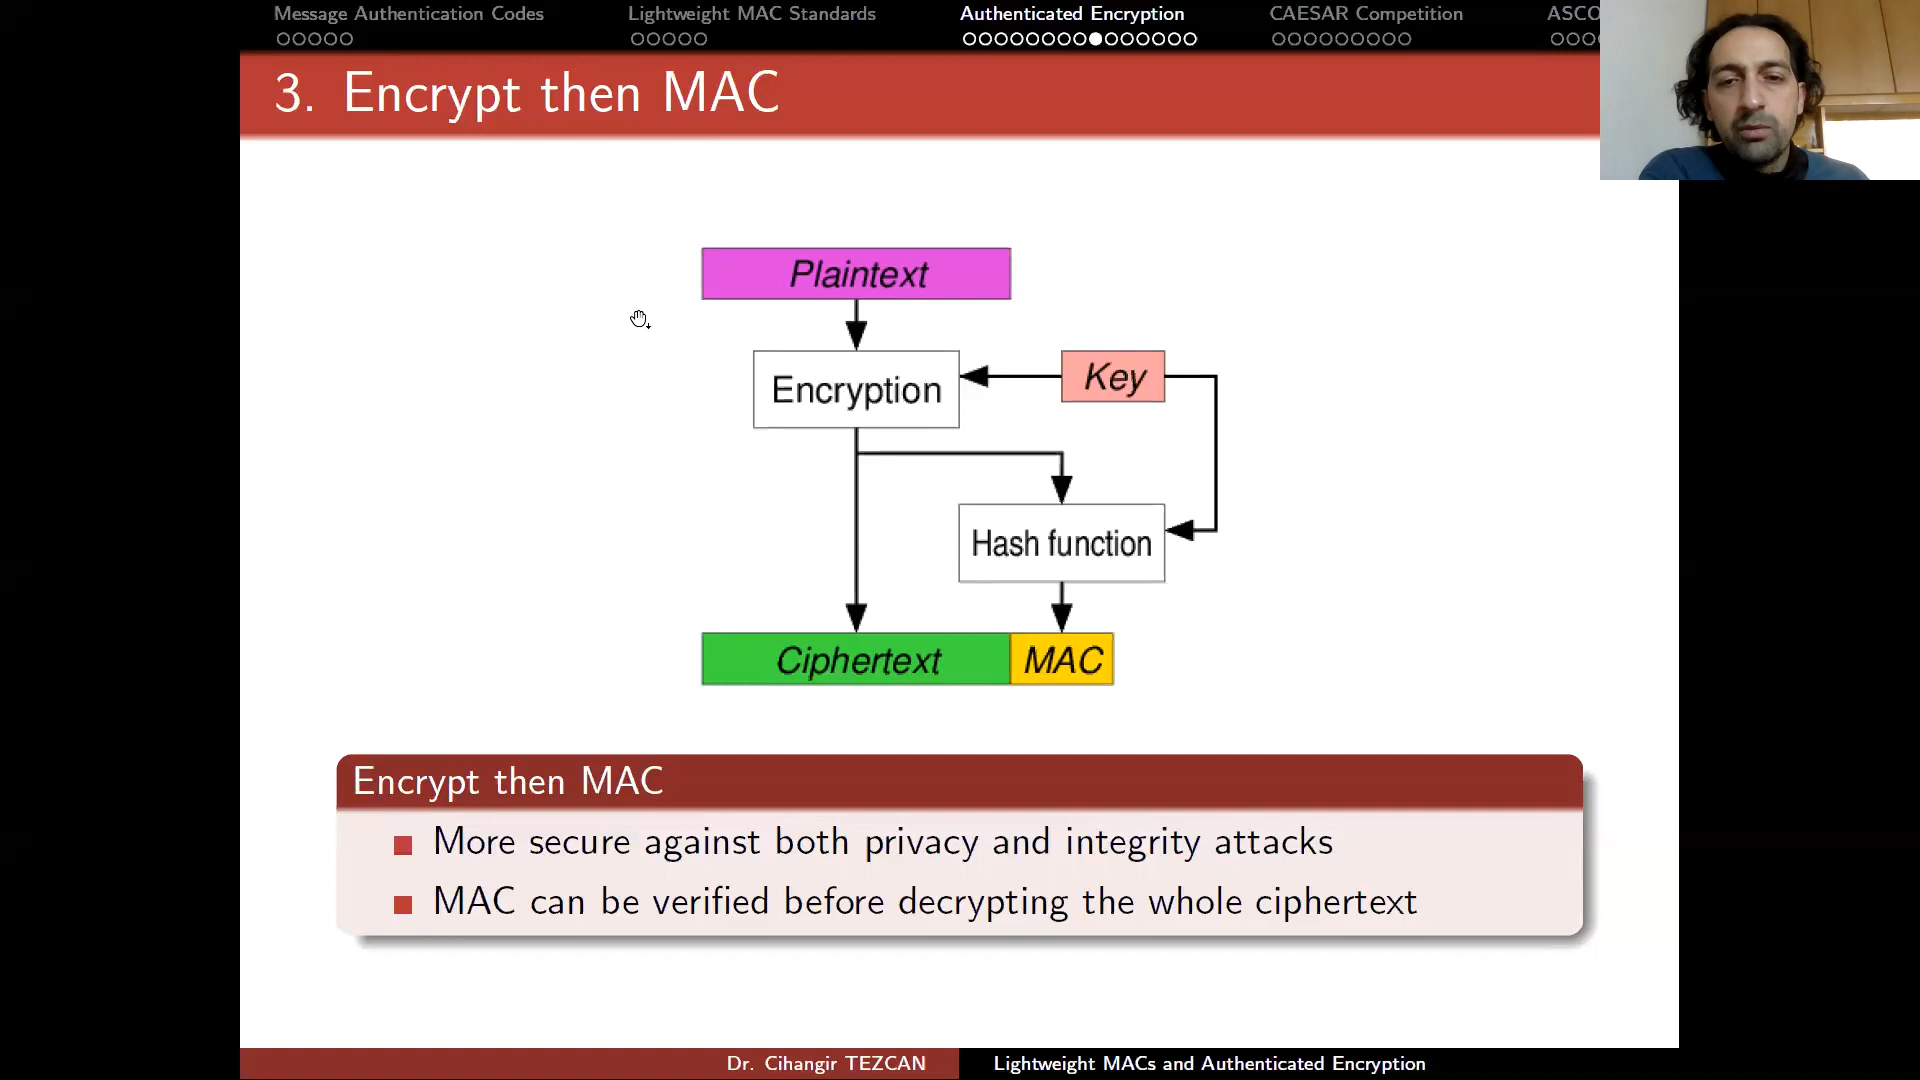 Message Authentication Codes
Lightweight MAC Standards
Authenticated Encryption
CAESAR Competition
ASCO
3. Encrypt then MAC
Plaintext
Encryption
Key
Hash function
Ciphertext
MAC
Encrypt then MAC
More secure against both privacy and integrity attacks
MAC can be verified before decrypting the whole ciphertext
Dr. Cihangir TEZCAN
Lightweight MACs and Authenticated Encryption